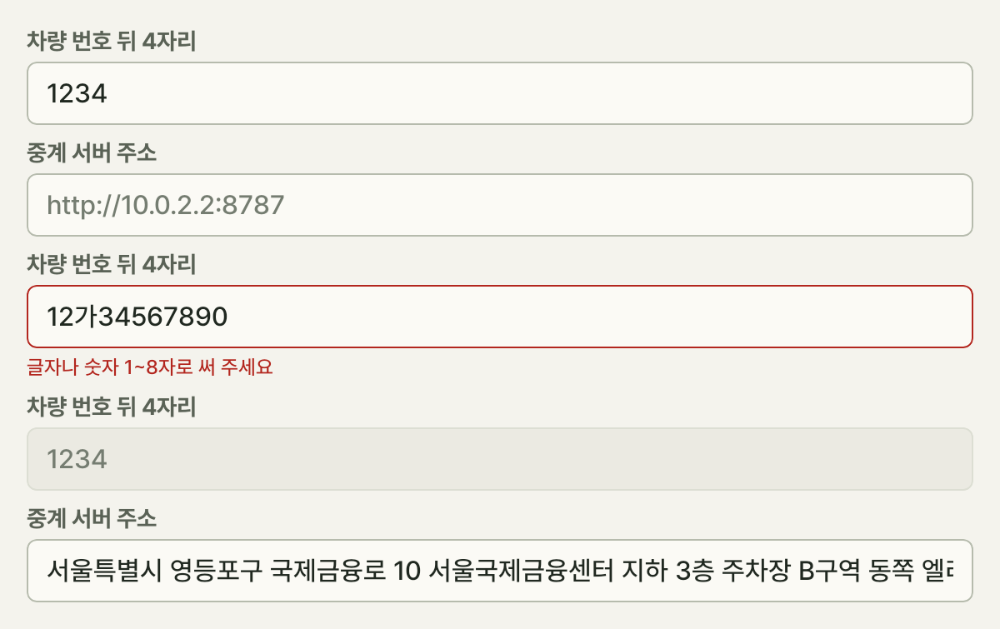 차량 번호 뒤 4자리
1234
중계 서버 주소
http://10.0.2.2:8787
차량 번호 뒤 4자리
12가34567890
글자나 숫자 1~8자로 써 주세요
차량 번호 뒤 4자리
1234
중계 서버 주소
서울특별시 영등포구 국제금융로 10 서울국제금융센터 지하 3층 주차장 B구역 동쪽